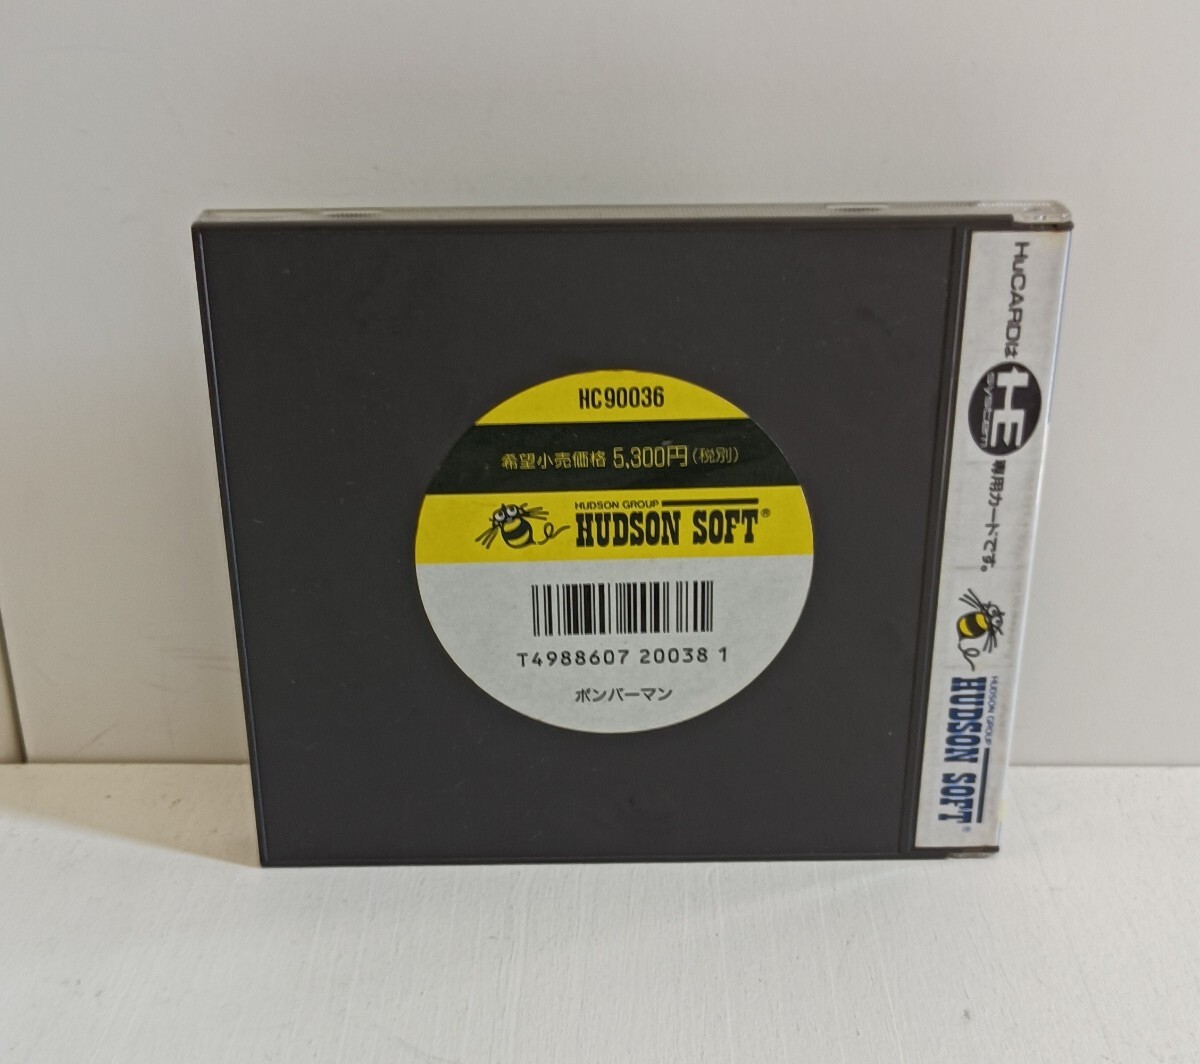 HC90036
希望小売価格 5,300円(税別)
HUDSON GROUP
HUDSON SOFT®
T4988607 20038 1
ボンバーマン
HuCARDは
HE
SYSTEM
専用カードです。
HUDSON GROUP
HUDSON SOFT®